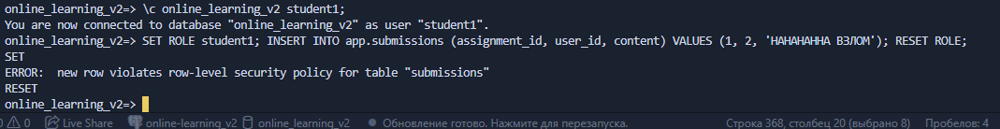 online_learning_v2=> \c online_learning_v2 student1;
You are now connected to database "online_learning_v2" as user "student1".
online_learning_v2=> SET ROLE student1; INSERT INTO app.submissions (assignment_id, user_id, content) VALUES (1, 2, 'НАНАНАННА ВЗЛОМ'); RESET ROLE;
SET
ERROR:  new row violates row-level security policy for table "submissions"
RESET
online_learning_v2=>
0 0 Live Share online-learning_v2 online_learning_v2 Обновление готово. Нажмите для перезапуска. Строка 368, столбец 20 (выбрано 8) Пробелов: 4